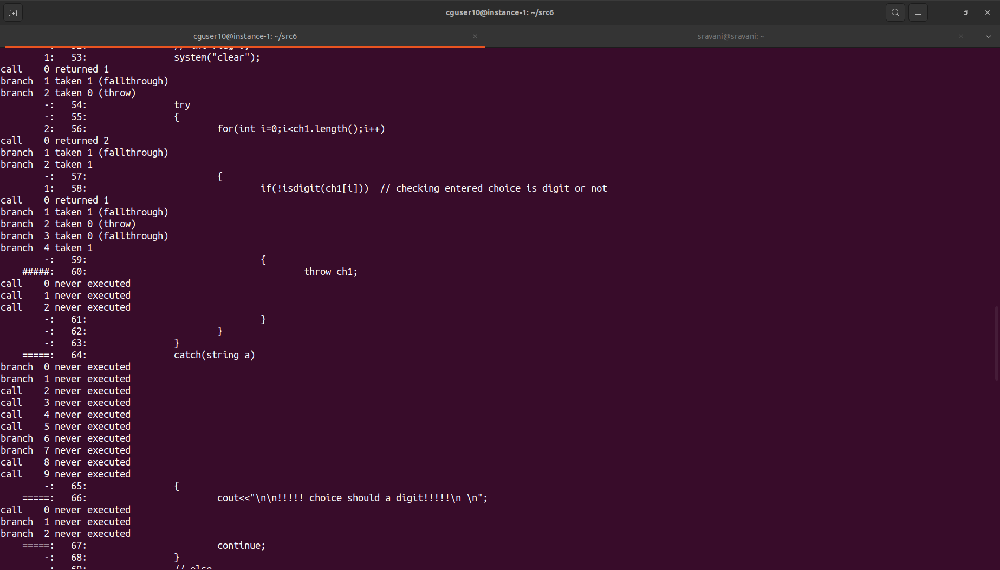 cguser10@instance-1: ~/src6
cguser10@instance-1: ~/src6
sravani@sravani: ~
1: 53: system("clear");
call 0 returned 1
branch 1 taken 1 (fallthrough)
branch 2 taken 0 (throw)
-: 54: try
-: 55: {
2: 56: for(int i=0;i<ch1.length();i++)
call 0 returned 2
branch 1 taken 1 (fallthrough)
branch 2 taken 1
-: 57: {
1: 58: if(!isdigit(ch1[i])) // checking entered choice is digit or not
call 0 returned 1
branch 1 taken 1 (fallthrough)
branch 2 taken 0 (throw)
branch 3 taken 0 (fallthrough)
branch 4 taken 1
-: 59: {
#####: 60: throw ch1;
call 0 never executed
call 1 never executed
call 2 never executed
-: 61: }
-: 62: }
-: 63: }
=====: 64: catch(string a)
branch 0 never executed
branch 1 never executed
call 2 never executed
call 3 never executed
call 4 never executed
call 5 never executed
branch 6 never executed
branch 7 never executed
call 8 never executed
call 9 never executed
-: 65: {
=====: 66: cout<<"\n\n!!!!! choice should a digit!!!!!\n \n";
call 0 never executed
branch 1 never executed
branch 2 never executed
=====: 67: continue;
-: 68: }
-: 69: // else